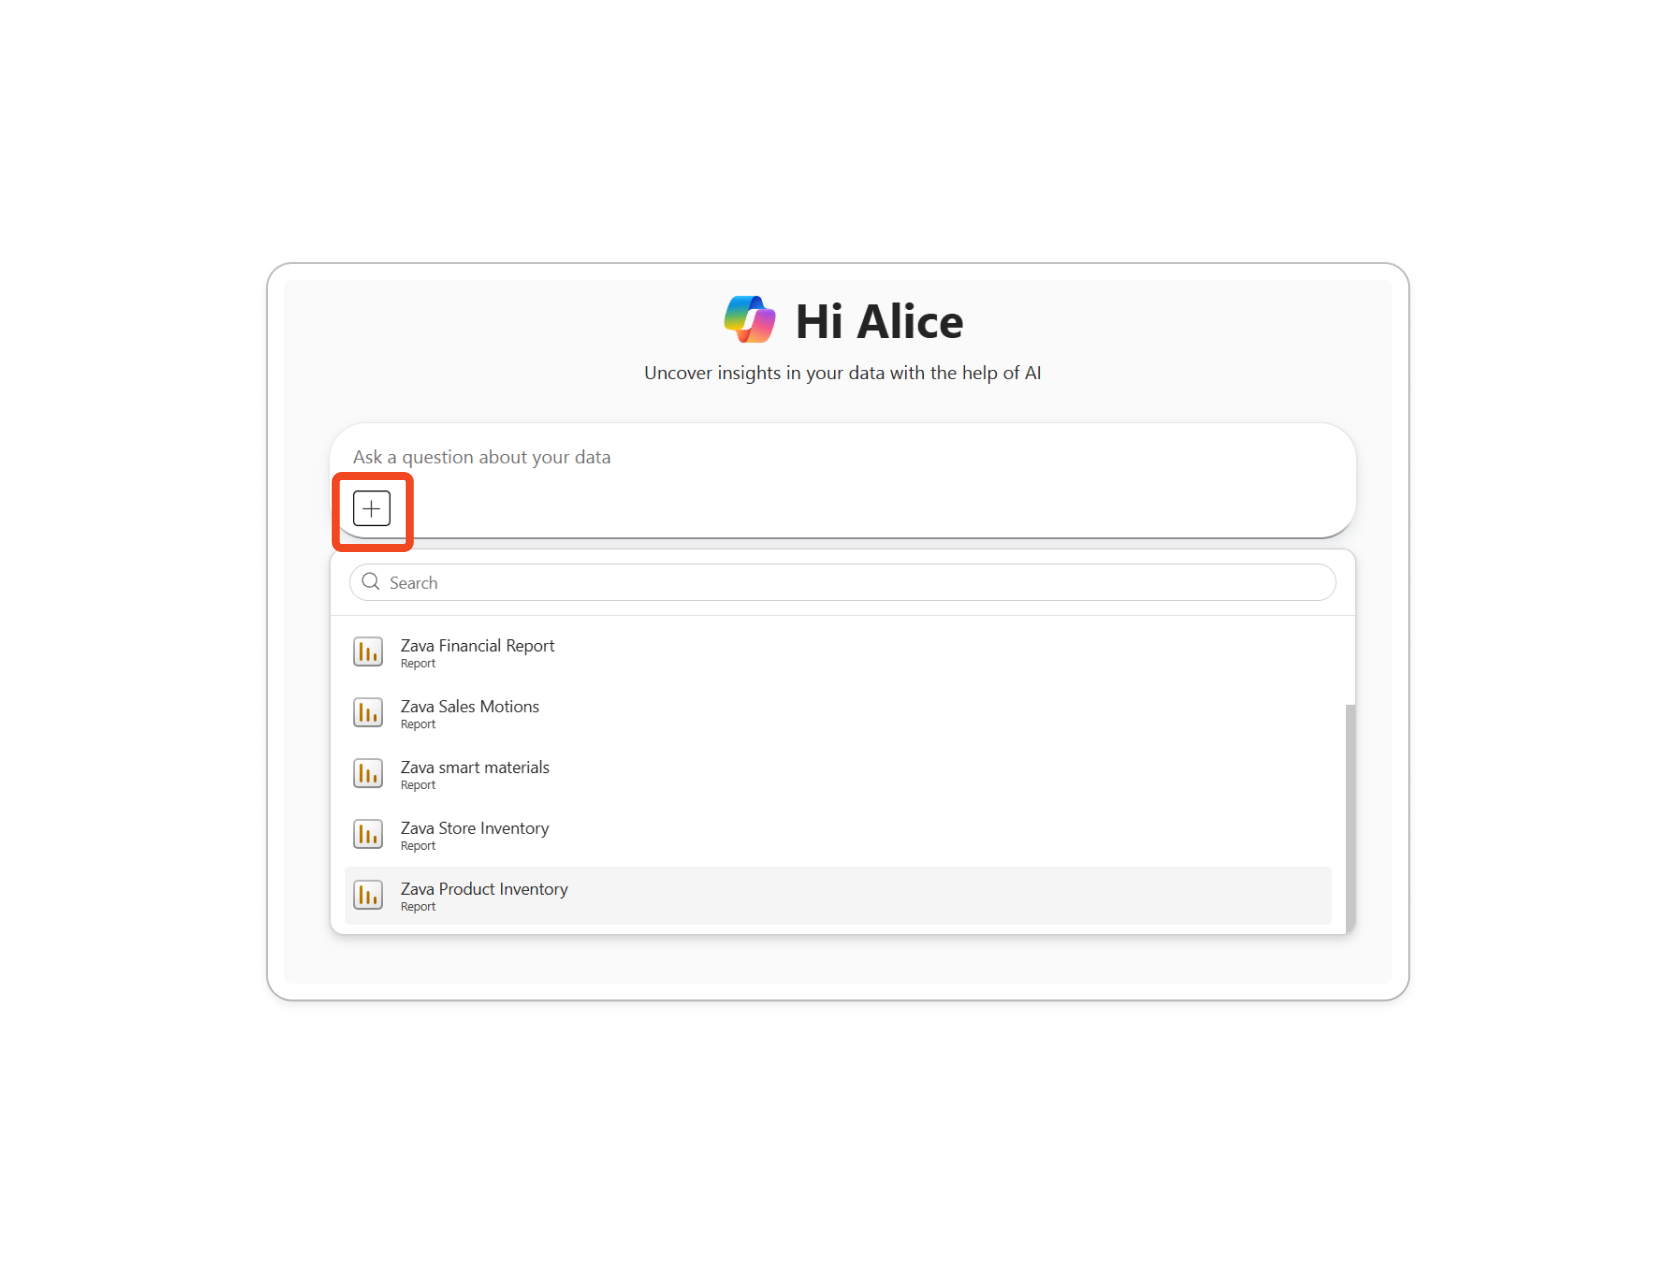 Hi Alice
Uncover insights in your data with the help of AI
Ask a question about your data
Search
Zava Financial Report
Report
Zava Sales Motions
Report
Zava smart materials
Report
Zava Store Inventory
Report
Zava Product Inventory
Report